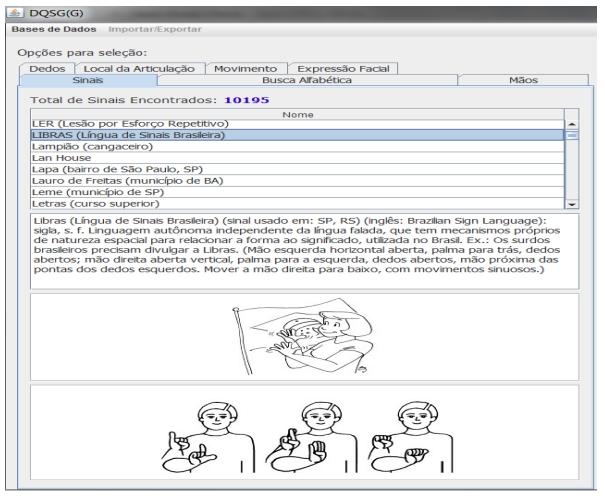 DQSG(G)
Bases de Dados Importar/Exportar
Opções para seleção:
Dedos Local da Articulação Movimento Expressão Facial
Sinais Busca Alfabética Mãos
Total de Sinais Encontrados: 10195
Nome
LER (Lesão por Esforço Repetitivo)
LIBRAS (Língua de Sinais Brasileira)
Lampião (cangaceiro)
Lan House
Lapa (bairro de São Paulo, SP)
Lauro de Freitas (município de BA)
Leme (município de SP)
Letras (curso superior)
Libras (Língua de Sinais Brasileira) (sinal usado em: SP, RS) (inglês: Brazilian Sign Language):
sigla, s. f. Linguagem autônoma independente da língua falada, que tem mecanismos próprios
de natureza espacial para relacionar a forma ao significado, utilizada no Brasil. Ex.: Os surdos
brasileiros precisam divulgar a Libras. (Mão esquerda horizontal aberta, palma para trás, dedos
abertos; mão direita aberta vertical, palma para a esquerda, dedos abertos, mão próxima das
pontas dos dedos esquerdos. Mover a mão direita para baixo, com movimentos sinuosos.)